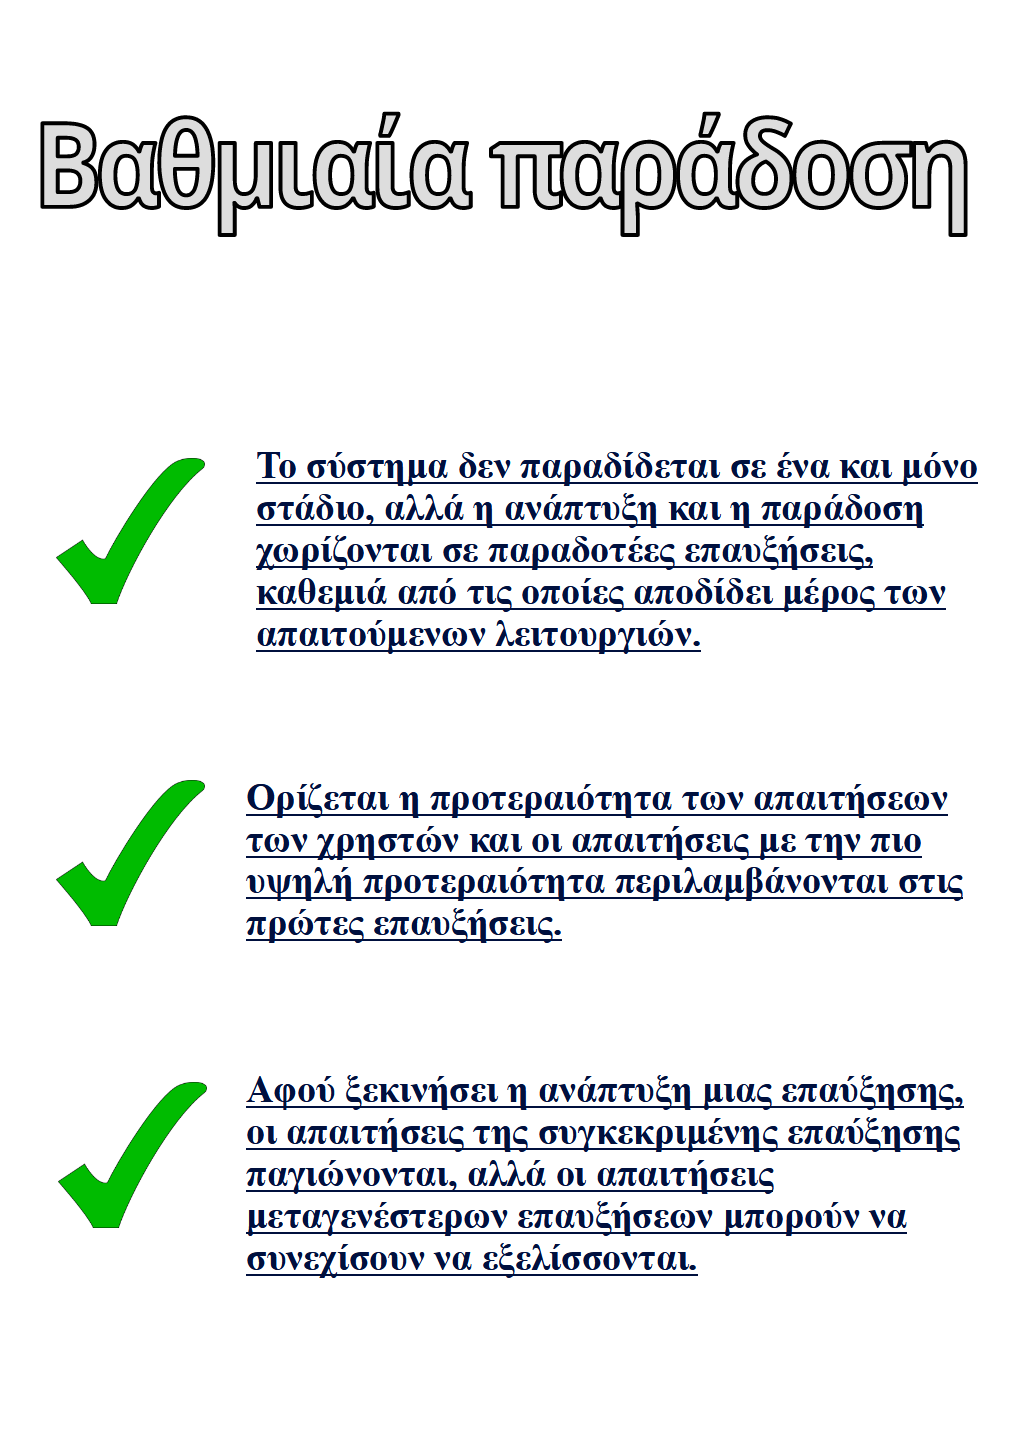 Βαθμιαία παράδοση
Το σύστημα δεν παραδίδεται σε ένα και μόνο
στάδιο, αλλά η ανάπτυξη και η παράδοση
χωρίζονται σε παραδοτέες επαυξήσεις,
καθεμιά από τις οποίες αποδίδει μέρος των
απαιτούμενων λειτουργιών.
Ορίζεται η προτεραιότητα των απαιτήσεων
των χρηστών και οι απαιτήσεις με την πιο
υψηλή προτεραιότητα περιλαμβάνονται στις
πρώτες επαυξήσεις.
Αφού ξεκινήσει η ανάπτυξη μιας επαύξησης,
οι απαιτήσεις της συγκεκριμένης επαύξησης
παγιώνονται, αλλά οι απαιτήσεις
μεταγενέστερων επαυξήσεων μπορούν να
συνεχίσουν να εξελίσσονται.